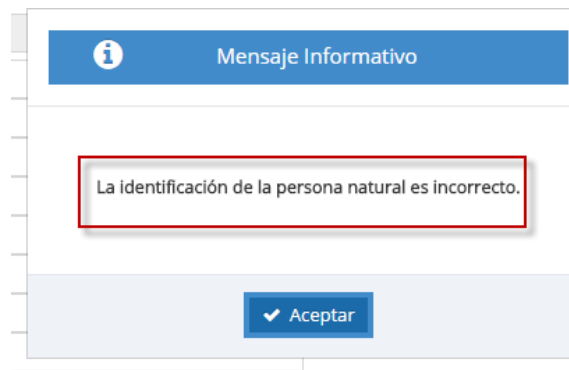 Mensaje Informativo
La identificación de la persona natural es incorrecto.
Aceptar